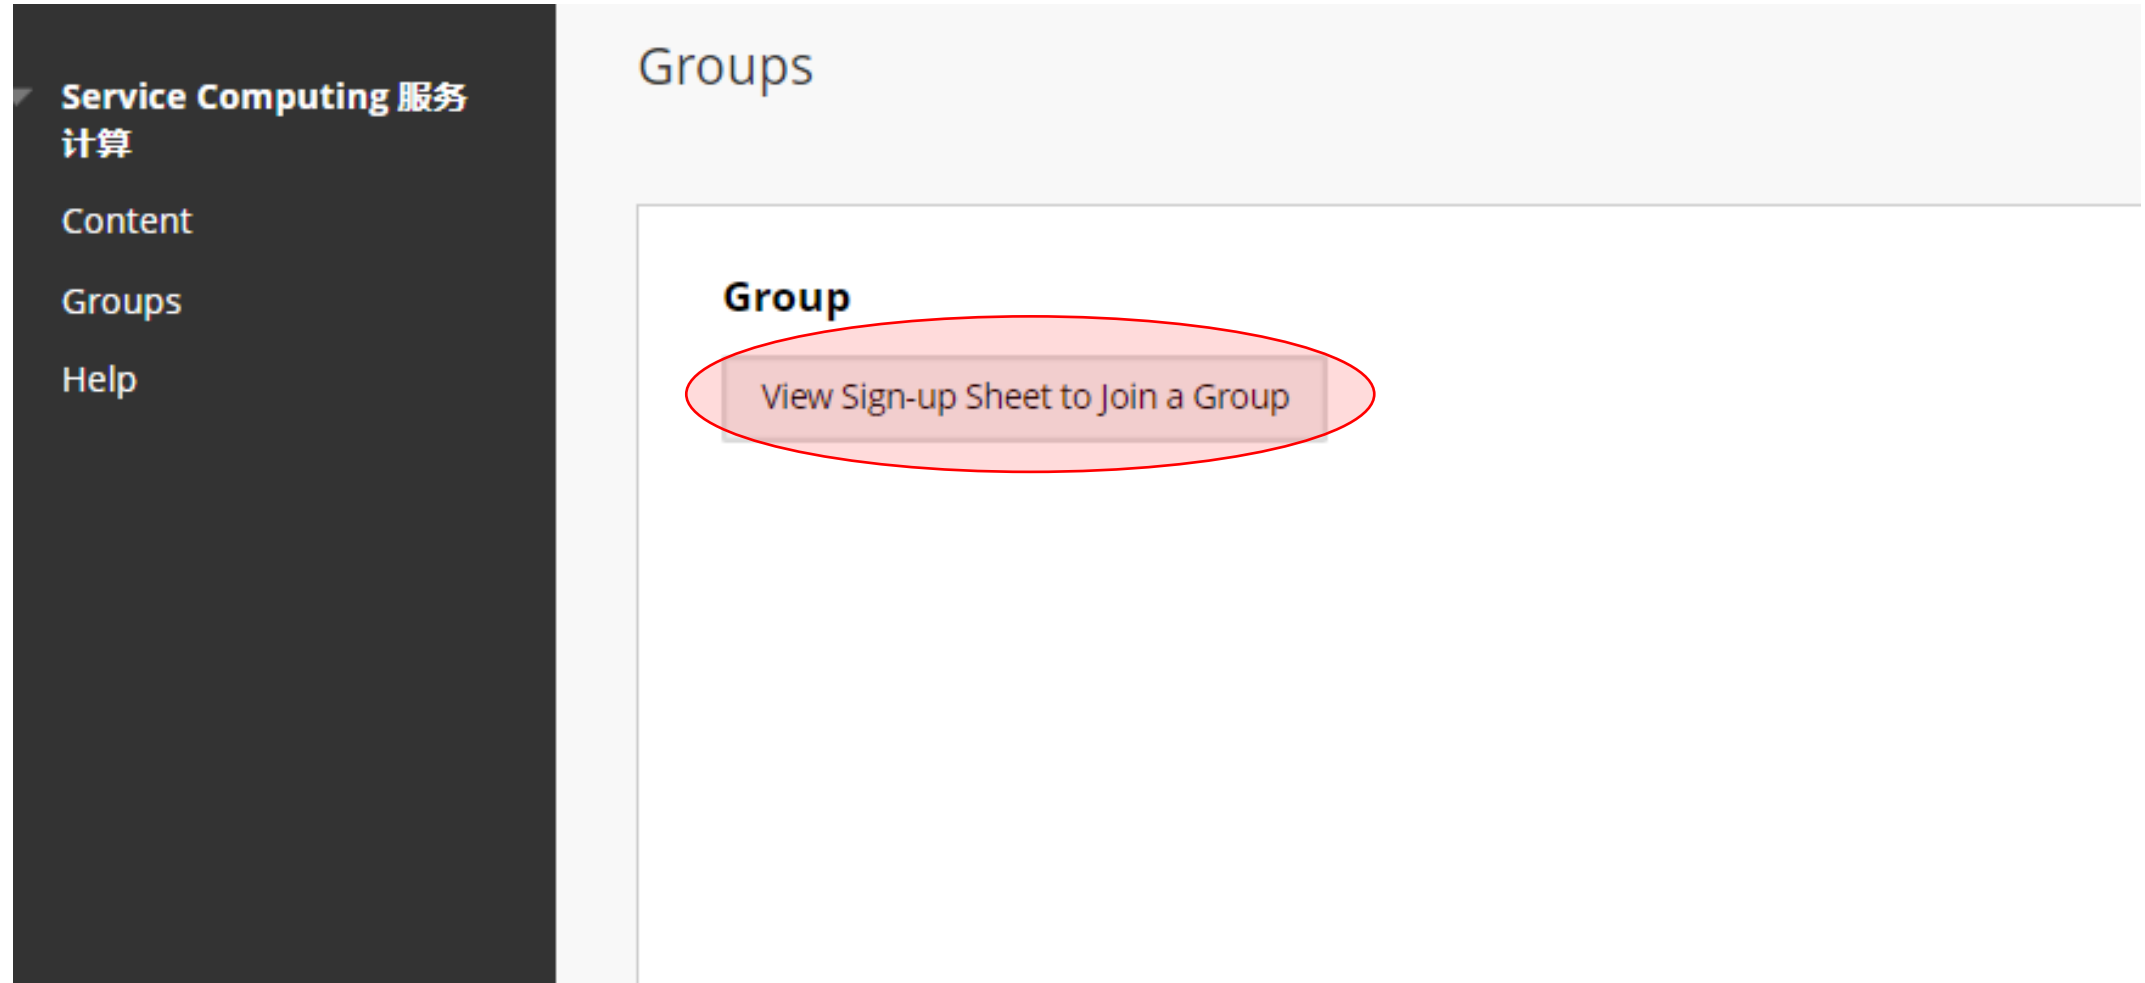 Service Computing 服务
计算
Content
Groups
Help
Groups
Group
View Sign-up Sheet to Join a Group